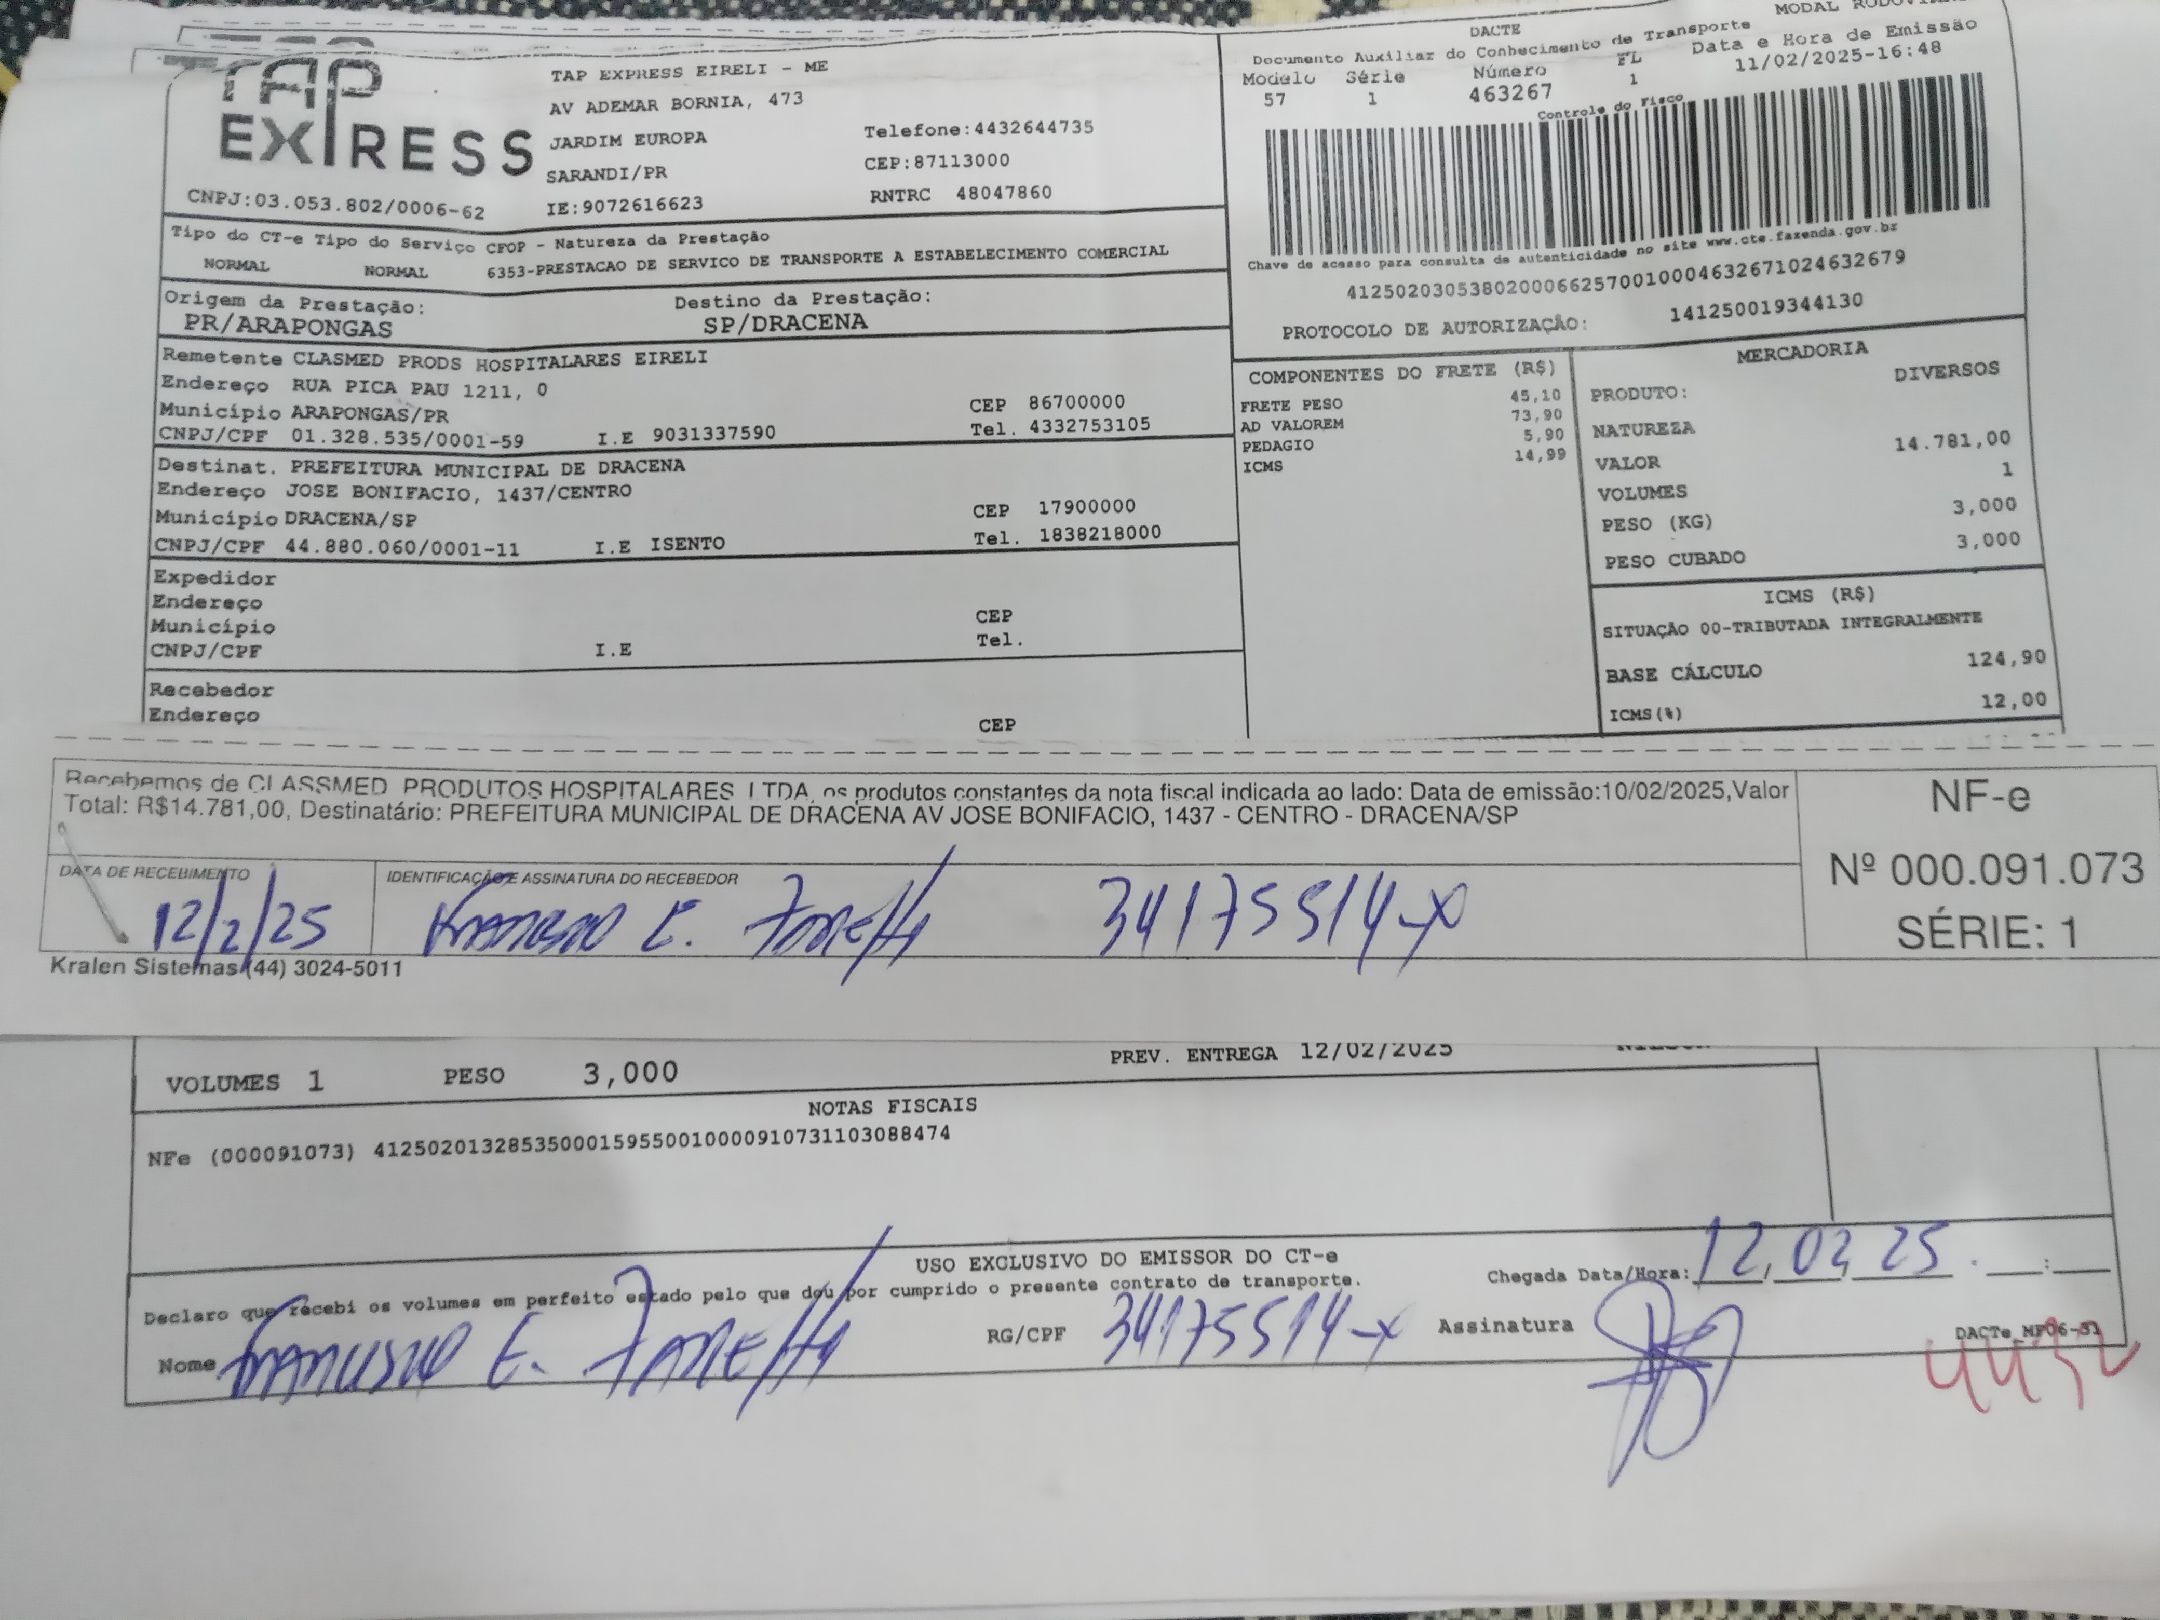 TAP
EXPRESS
CNPJ:03.053.802/0006-62
TAP EXPRESS EIRELI - ME
AV ADEMAR BORNIA, 473
JARDIM EUROPA
SARANDI/PR
IE:9072616623
Telefone:4432644735
CEP:87113000
RNTRC 48047860
DACTE
MODAL
Documento Auxiliar do Conhecimento de Transporte
Modelo Série Número FL Data e Hora de Emissão
57 1 463267 1 11/02/2025-16:48
Controle do Fisco
Chave de acesso para consulta de autenticidade no site www.cte.fazenda.gov.br
41250203053802000662570010004632671024632679
PROTOCOLO DE AUTORIZAÇÃO: 141250019344130
Tipo do CT-e Tipo do Serviço CFOP - Natureza da Prestação
NORMAL NORMAL 6353-PRESTACAO DE SERVICO DE TRANSPORTE A ESTABELECIMENTO COMERCIAL
Origem da Prestação: Destino da Prestação:
PR/ARAPONGAS SP/DRACENA
Remetente CLASMED PRODS HOSPITALARES EIRELI
Endereço RUA PICA PAU 1211, 0
Município ARAPONGAS/PR CEP 86700000
CNPJ/CPF 01.328.535/0001-59 I.E 9031337590 Tel. 4332753105
Destinat. PREFEITURA MUNICIPAL DE DRACENA
Endereço JOSE BONIFACIO, 1437/CENTRO
Município DRACENA/SP CEP 17900000
CNPJ/CPF 44.880.060/0001-11 I.E ISENTO Tel. 1838218000
Expedidor
Endereço
Município CEP
CNPJ/CPF I.E Tel.
Recebedor
Endereço CEP
COMPONENTES DO FRETE (R$)
FRETE PESO 45,10
AD VALOREM 73,90
PEDAGIO 5,90
ICMS 14,99
MERCADORIA
PRODUTO: DIVERSOS
NATUREZA
VALOR 14.781,00
VOLUMES 1
PESO (KG) 3,000
PESO CUBADO 3,000
ICMS (R$)
SITUAÇÃO 00-TRIBUTADA INTEGRALMENTE
BASE CÁLCULO 124,90
ICMS(%) 12,00
Recebemos de CLASSMED PRODUTOS HOSPITALARES LTDA, os produtos constantes da nota fiscal indicada ao lado: Data de emissão:10/02/2025,Valor
Total: R$14.781,00, Destinatário: PREFEITURA MUNICIPAL DE DRACENA AV JOSE BONIFACIO, 1437 - CENTRO - DRACENA/SP
DATA DE RECEBIMENTO IDENTIFICAÇÃO E ASSINATURA DO RECEBEDOR
12/2/25 E. 34175514-X
NF-e
Nº 000.091.073
SÉRIE: 1
Kralen Sistemas (44) 3024-5011
VOLUMES 1 PESO 3,000 PREV. ENTREGA 12/02/2025
NOTAS FISCAIS
NFe (000091073) 41250201328535000159550010000910731103088474
USO EXCLUSIVO DO EMISSOR DO CT-e
Declaro que recebi os volumes em perfeito estado pelo que dou por cumprido o presente contrato de transporte.
Chegada Data/Hora: 12,02,25
Nome E. RG/CPF 34175514-X Assinatura